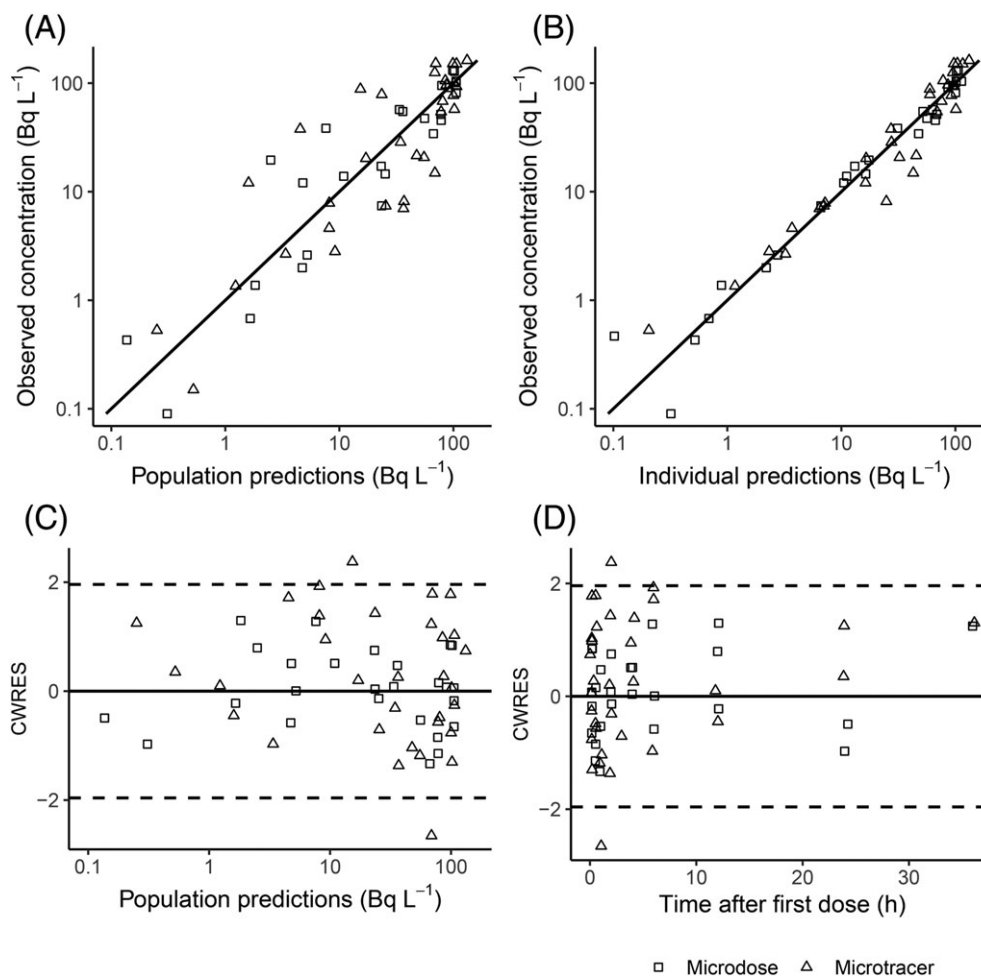 (A)
Observed concentration (Bq L⁻¹)
100
10
1
0.1
0.1 1 10 100
Population predictions (Bq L⁻¹)
(B)
Observed concentration (Bq L⁻¹)
100
10
1
0.1
0.1 1 10 100
Individual predictions (Bq L⁻¹)
(C)
CWRES
2
0
−2
0.1 1 10 100
Population predictions (Bq L⁻¹)
(D)
CWRES
2
0
−2
0 10 20 30
Time after first dose (h)
Microdose Microtracer